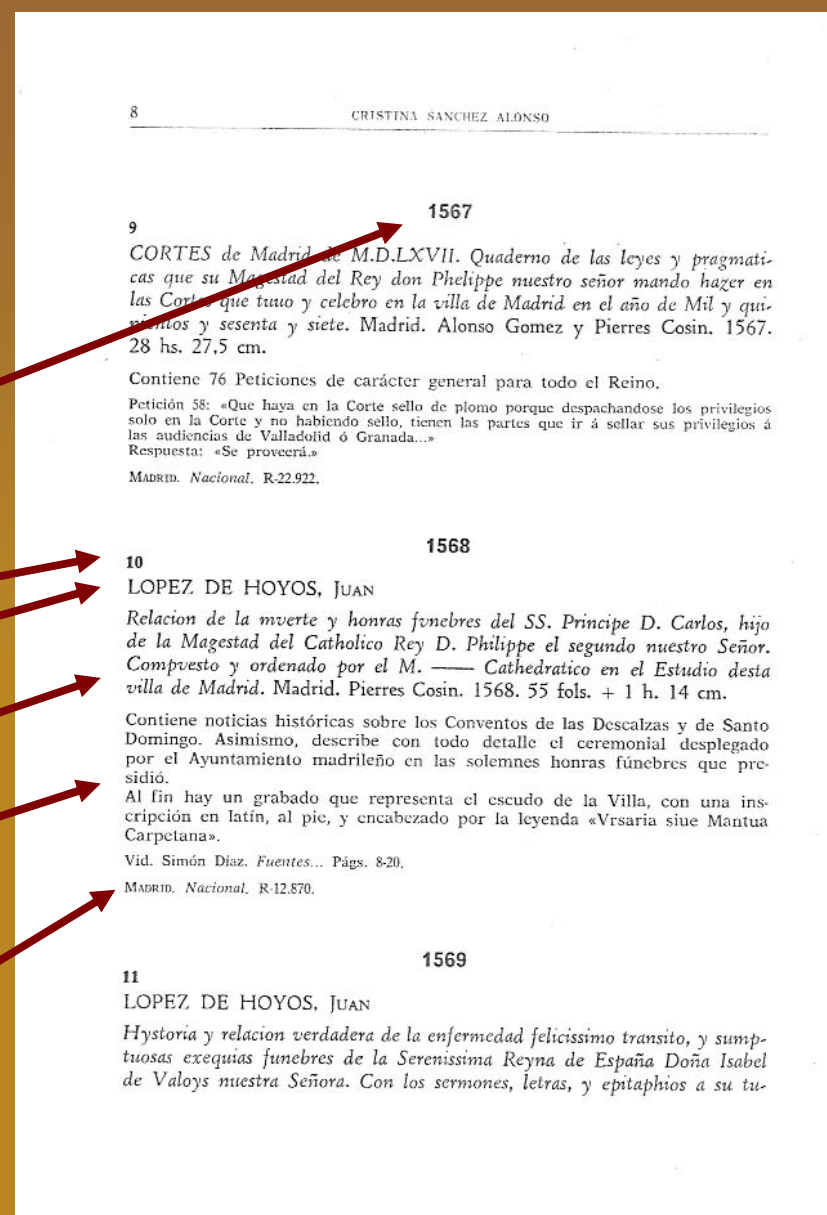 8
CRISTINA SANCHEZ ALONSO
1567
9
CORTES de Madrid de M.D.LXVII. Quaderno de las leyes y pragmati-
cas que su Magestad del Rey don Phelippe nuestro señor mando hazer en
las Cortes que tuuo y celebro en la villa de Madrid en el año de Mil y qui-
nientos y sesenta y siete. Madrid. Alonso Gomez y Pierres Cosin. 1567.
28 hs. 27,5 cm.
Contiene 76 Peticiones de carácter general para todo el Reino.
Petición 58: «Que haya en la Corte sello de plomo porque despachandose los privilegios
solo en la Corte y no habiendo sello, tienen las partes que ir á sellar sus privilegios á
las audiencias de Valladolid ó Granada...»
Respuesta: «Se proveerá.»
MADRID. Nacional. R-22.922.
1568
10
LOPEZ DE HOYOS, JUAN
Relacion de la mverte y honras fvnebres del SS. Principe D. Carlos, hijo
de la Magestad del Catholico Rey D. Philippe el segundo nuestro Señor.
Compvesto y ordenado por el M. —— Cathedratico en el Estudio desta
villa de Madrid. Madrid. Pierres Cosin. 1568. 55 fols. + 1 h. 14 cm.
Contiene noticias históricas sobre los Conventos de las Descalzas y de Santo
Domingo. Asimismo, describe con todo detalle el ceremonial desplegado
por el Ayuntamiento madrileño en las solemnes honras fúnebres que pre-
sidió.
Al fin hay un grabado que representa el escudo de la Villa, con una ins-
cripción en latín, al pie, y encabezado por la leyenda «Vrsaria siue Mantua
Carpetana».
Vid. Simón Díaz. Fuentes... Págs. 8-20.
MADRID. Nacional. R-12.870.
1569
11
LOPEZ DE HOYOS, JUAN
Hystoria y relacion verdadera de la enfermedad felicissimo transito, y sump-
tuosas exequias funebres de la Serenissima Reyna de España Doña Isabel
de Valoys nuestra Señora. Con los sermones, letras, y epitaphios a su tu-